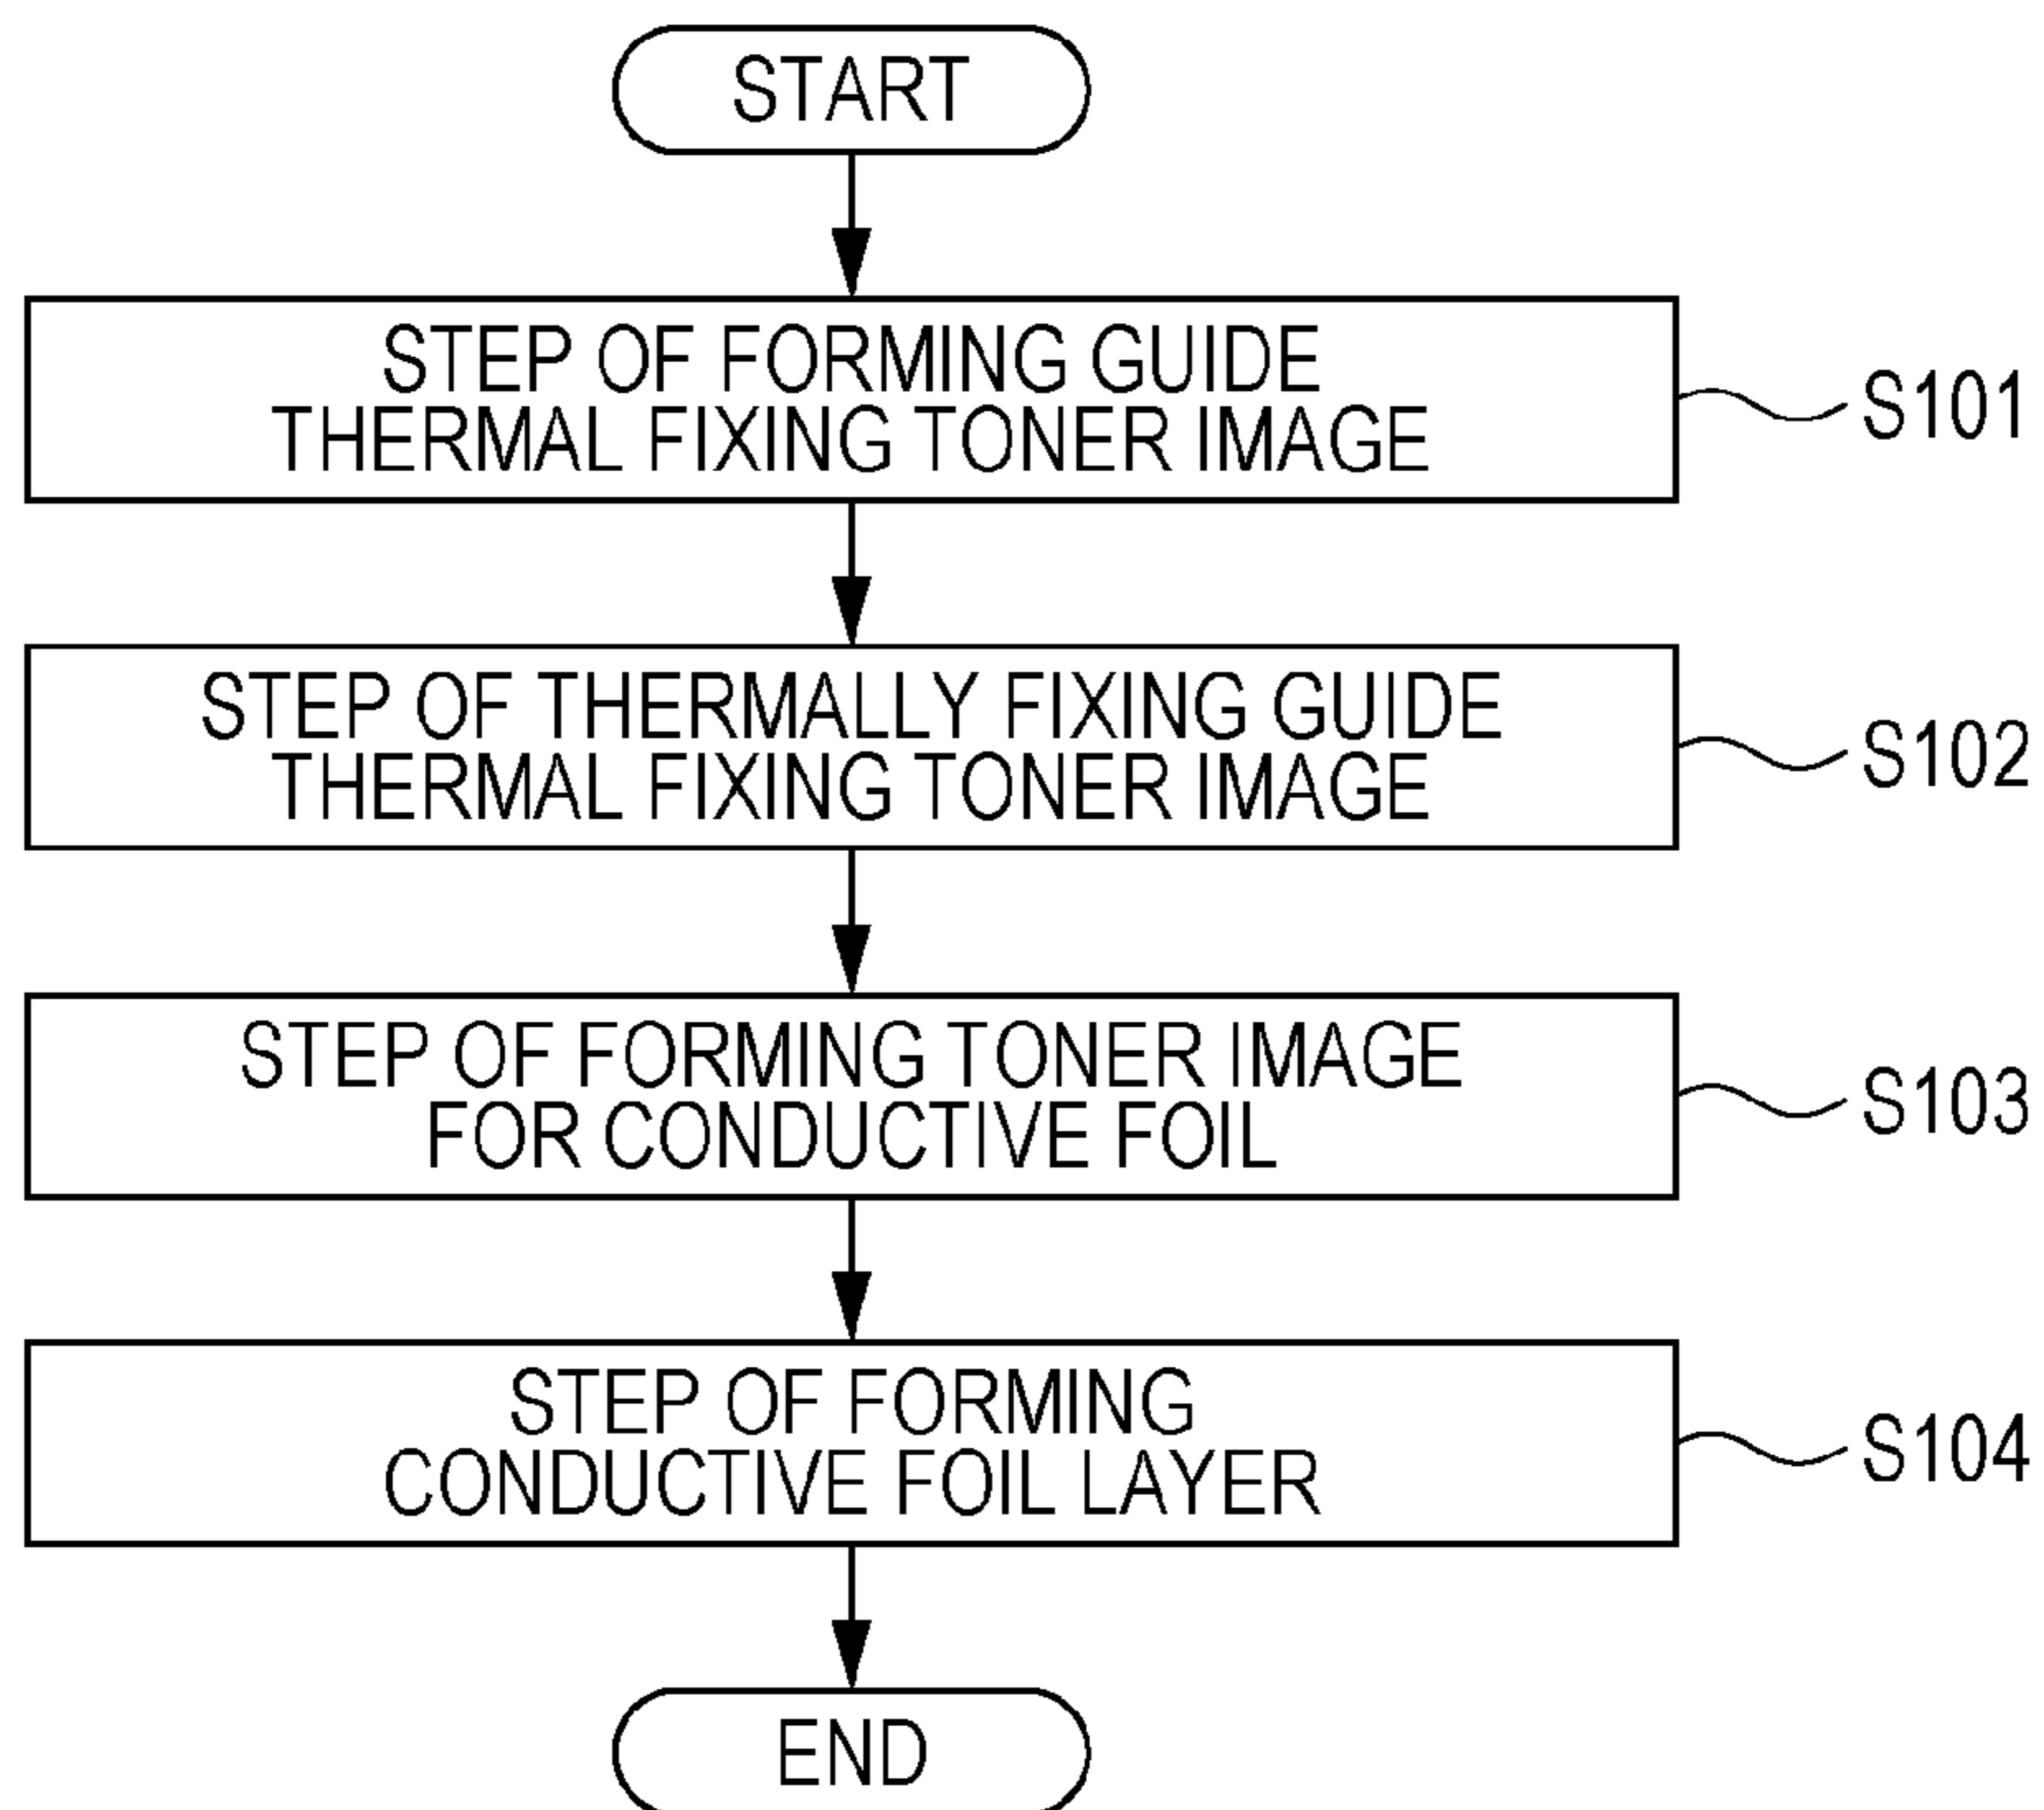 START
STEP OF FORMING GUIDE
THERMAL FIXING TONER IMAGE
S101
STEP OF THERMALLY FIXING GUIDE
THERMAL FIXING TONER IMAGE
S102
STEP OF FORMING TONER IMAGE
FOR CONDUCTIVE FOIL
S103
STEP OF FORMING
CONDUCTIVE FOIL LAYER
S104
END